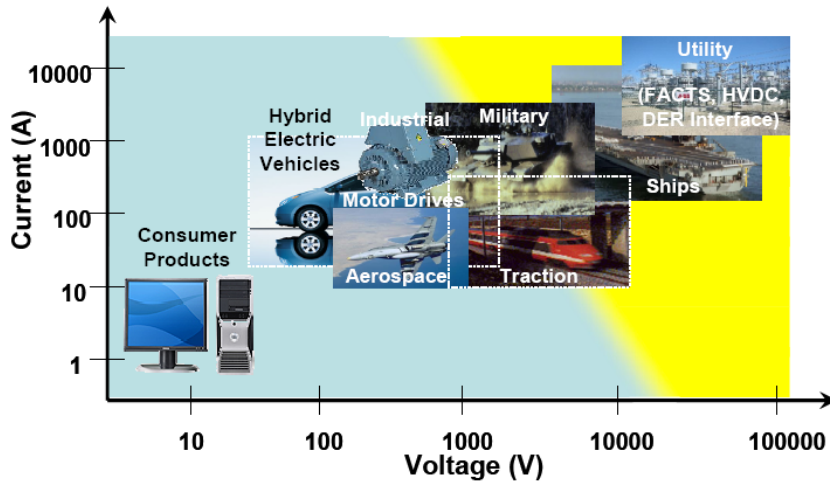 Utility
(FACTS, HVDC,
DER Interface)
Military
Industrial
Motor Drives
Hybrid
Electric
Vehicles
Ships
Consumer
Products
Aerospace
Traction
Current (A)
10000
1000
100
10
1
10
100
1000
10000
100000
Voltage (V)